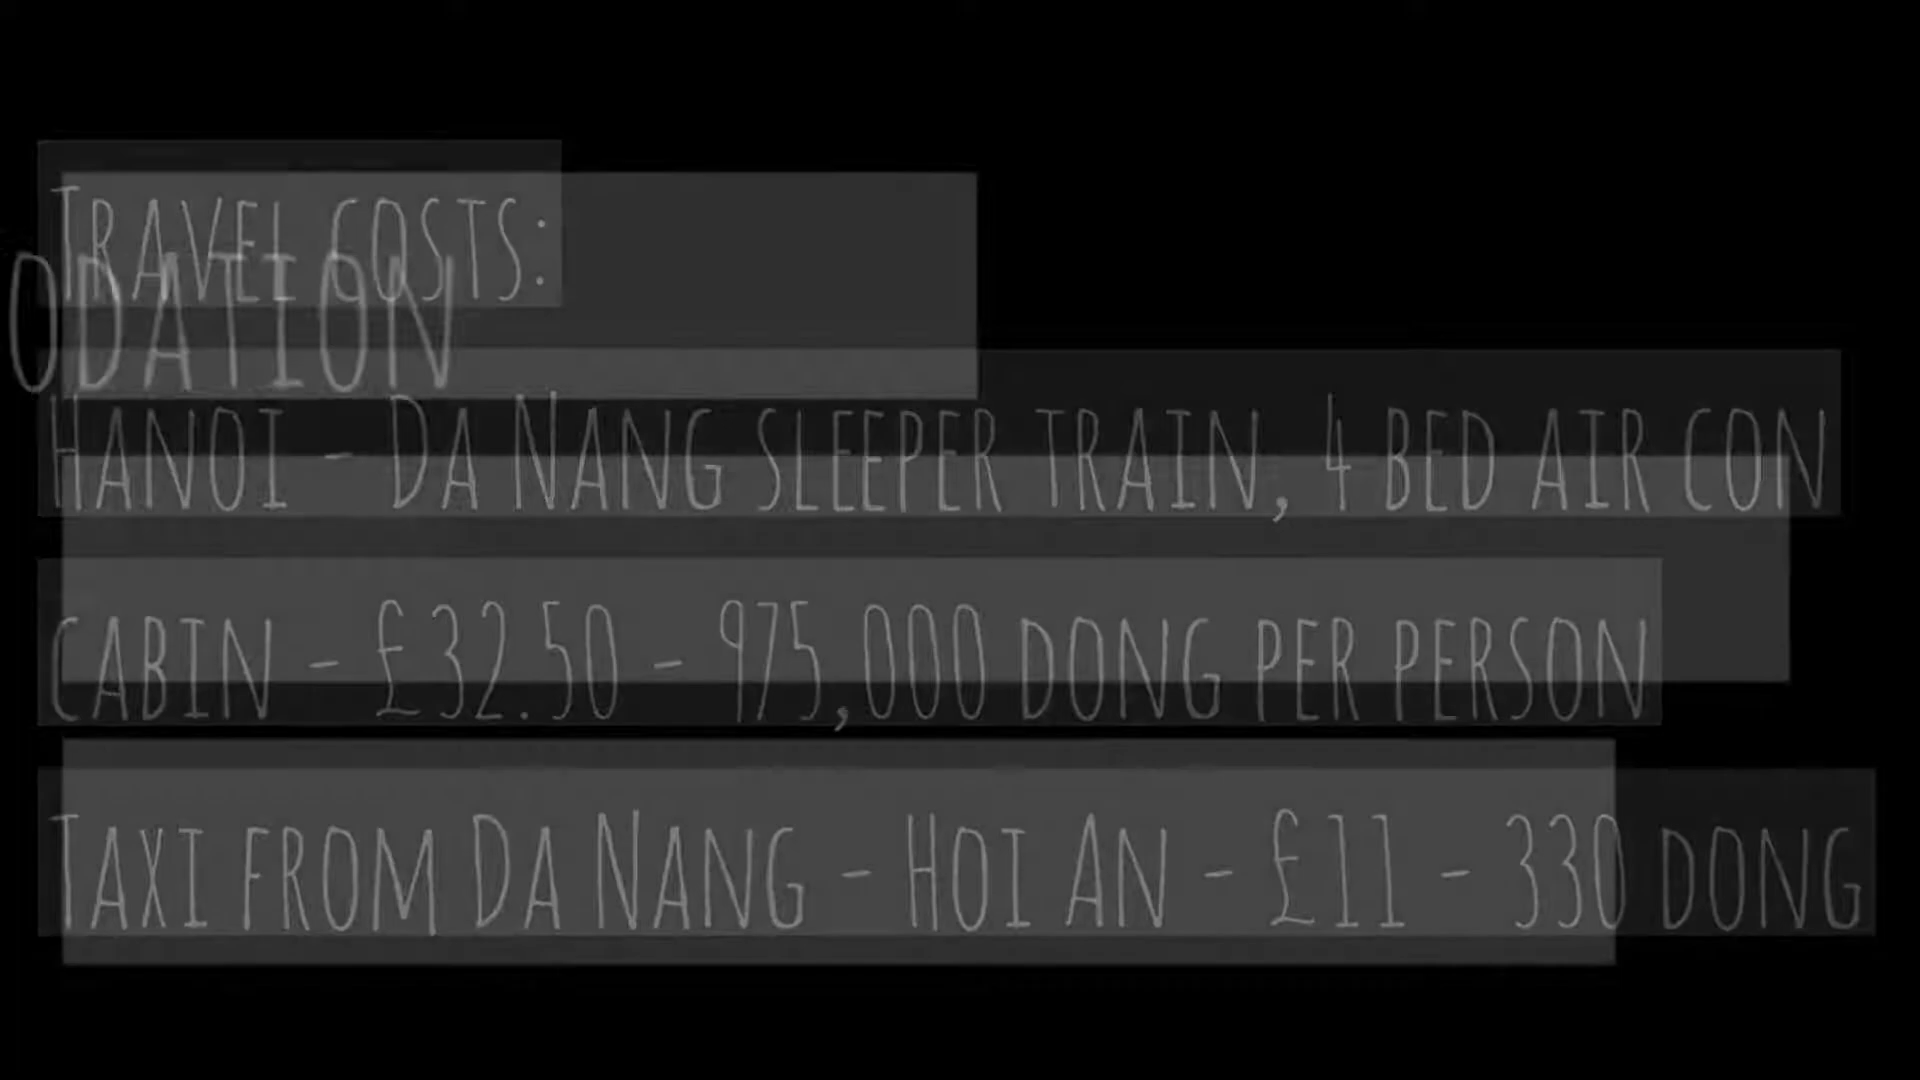 Travel costs:
ODATION
Hanoi - Da Nang sleeper train, 4 bed air con
cabin - £32.50 - 975,000 dong per person
Taxi from Da Nang - Hoi An - £11 - 330 dong